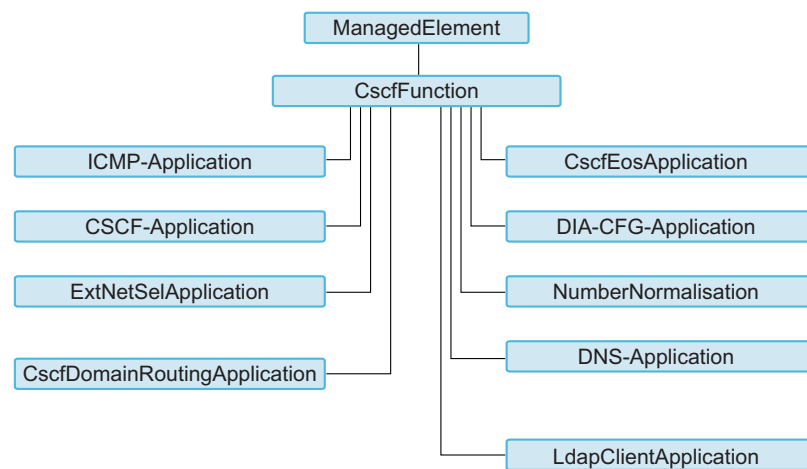 ManagedElement
CscfFunction
ICMP-Application
CscfEosApplication
CSCF-Application
DIA-CFG-Application
ExtNetSelApplication
NumberNormalisation
DNS-Application
CscfDomainRoutingApplication
LdapClientApplication